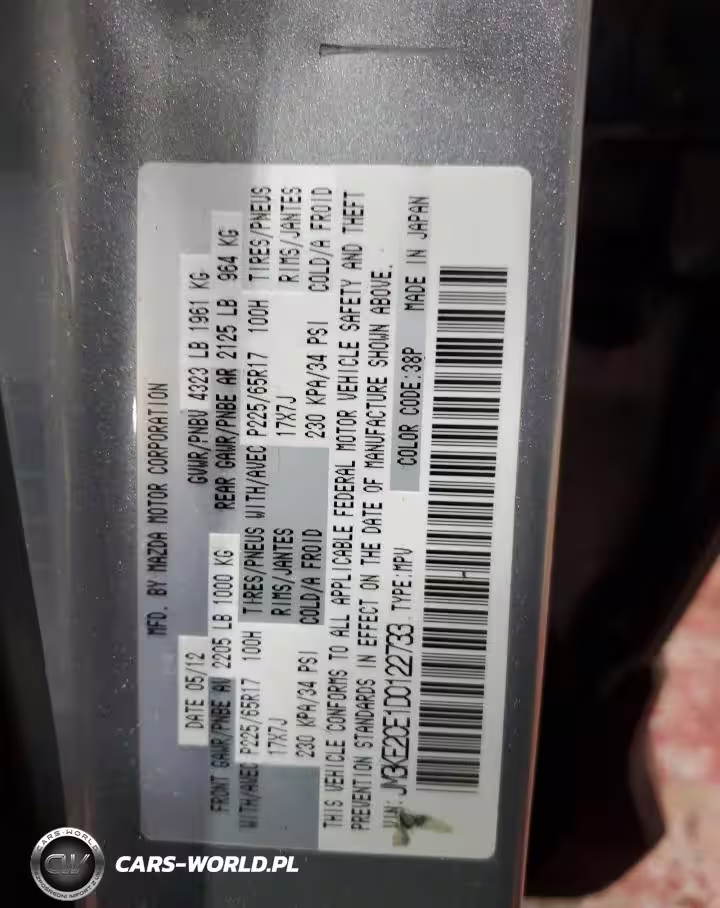 MFD. BY MAZDA MOTOR CORPORATION
DATE 05/12 GVWR/PNBV 4323 LB 1961 KG
FRONT GAWR/PNBE AV 2205 LB 1000 KG REAR GAWR/PNBE AR 2125 LB 964 KG
WITH/AVEC P225/65R17 100H TIRES/PNEUS WITH/AVEC P225/65R17 100H TIRES/PNEUS
17X7J RIMS/JANTES 17X7J RIMS/JANTES
230 KPA/34 PSI COLD/A FROID 230 KPA/34 PSI COLD/A FROID
THIS VEHICLE CONFORMS TO ALL APPLICABLE FEDERAL MOTOR VEHICLE SAFETY AND THEFT
PREVENTION STANDARDS IN EFFECT ON THE DATE OF MANUFACTURE SHOWN ABOVE.
VIN: JM3KE2CE1D0122733 TYPE:MPV COLOR CODE:38P MADE IN JAPAN
CARS-WORLD
CW
CARS-WORLD.PL